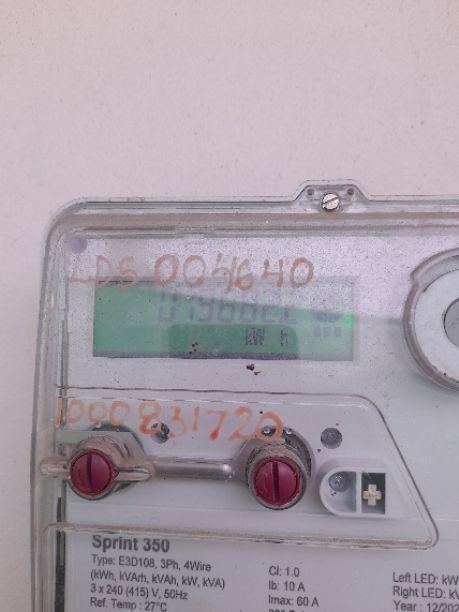 LDS 004640
kW h
1000831720
Sprint 350
Type: E3D108, 3Ph, 4Wire
(kWh, kVArh, kVAh, kW, kVA)
3 x 240 (415) V, 50Hz
Ref. Temp : 27°C
Cl: 1.0
Ib: 10 A
Imax: 60 A
Left LED: kW
Right LED: kV
Year : 12/20